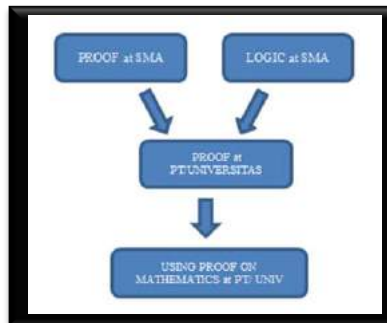 PROOF at SMA
LOGIC at SMA
PROOF at
PT/UNIVERSITAS
USING PROOF ON
MATHEMATICS at PT/ UNIV